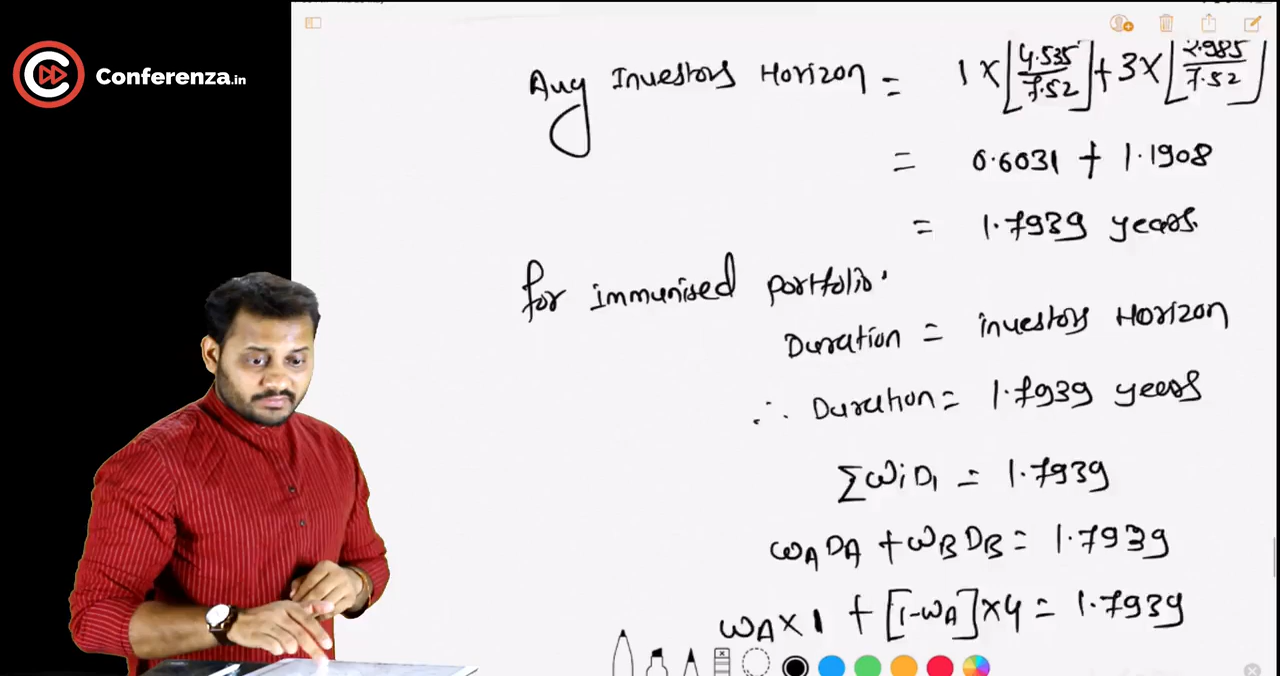 Conferenza.in
Avg Investors Horizon = 1 × [4.535/7.52] + 3 × [2.985/7.52]
= 0.6031 + 1.1908
= 1.7939 years.
for immunised portfolio.
Duration = investors Horizon
∴ Duration = 1.7939 years
ΣWiDi = 1.7939
WA DA + WB DB = 1.7939
WA × 1 + [1-WA] × 4 = 1.7939